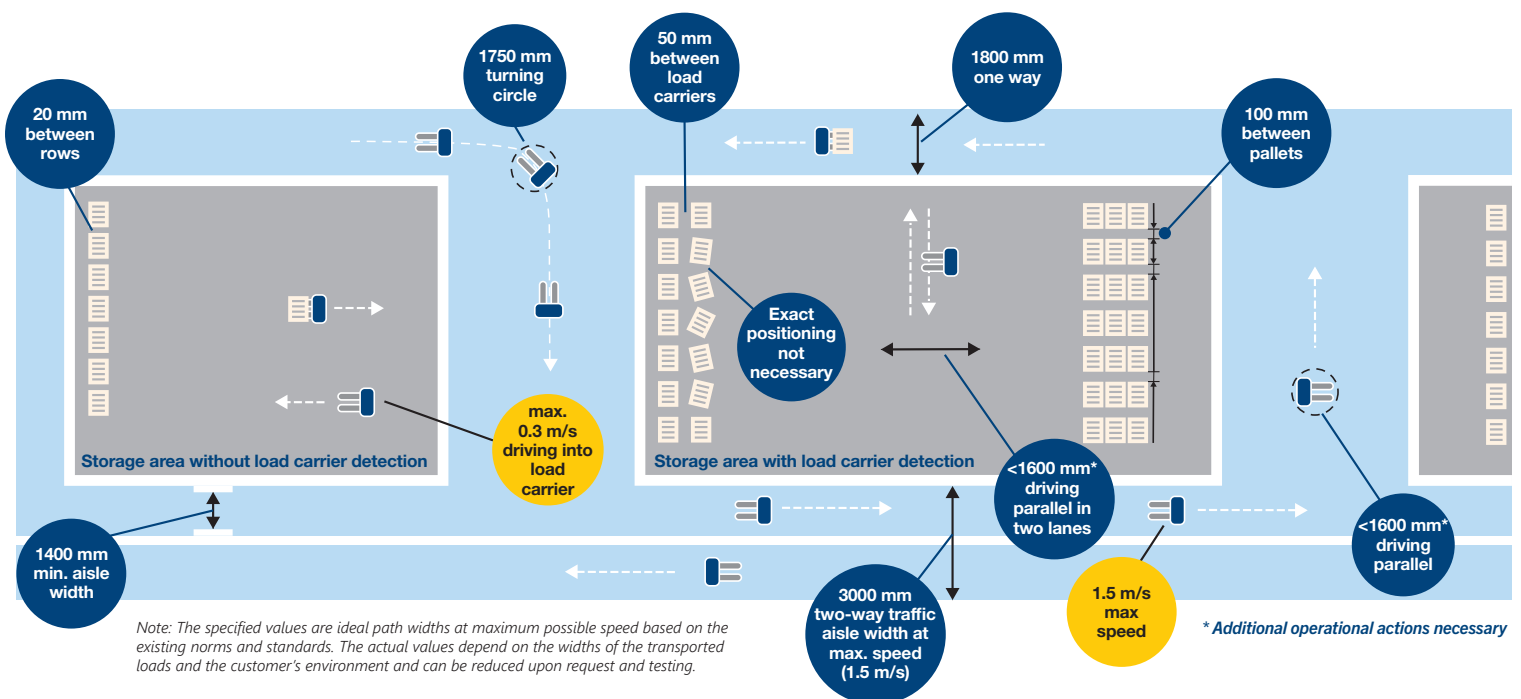 20 mm
between
rows
1750 mm
turning
circle
50 mm
between
load
carriers
1800 mm
one way
100 mm
between
pallets
Exact
positioning
not
necessary
max.
0.3 m/s
driving into
load
carrier
Storage area without load carrier detection
Storage area with load carrier detection
<1600 mm*
driving
parallel in
two lanes
<1600 mm*
driving
parallel
1400 mm
min. aisle
width
3000 mm
two-way traffic
aisle width at
max. speed
(1.5 m/s)
1.5 m/s
max
speed
Note: The specified values are ideal path widths at maximum possible speed based on the
existing norms and standards. The actual values depend on the widths of the transported
loads and the customer's environment and can be reduced upon request and testing.
* Additional operational actions necessary